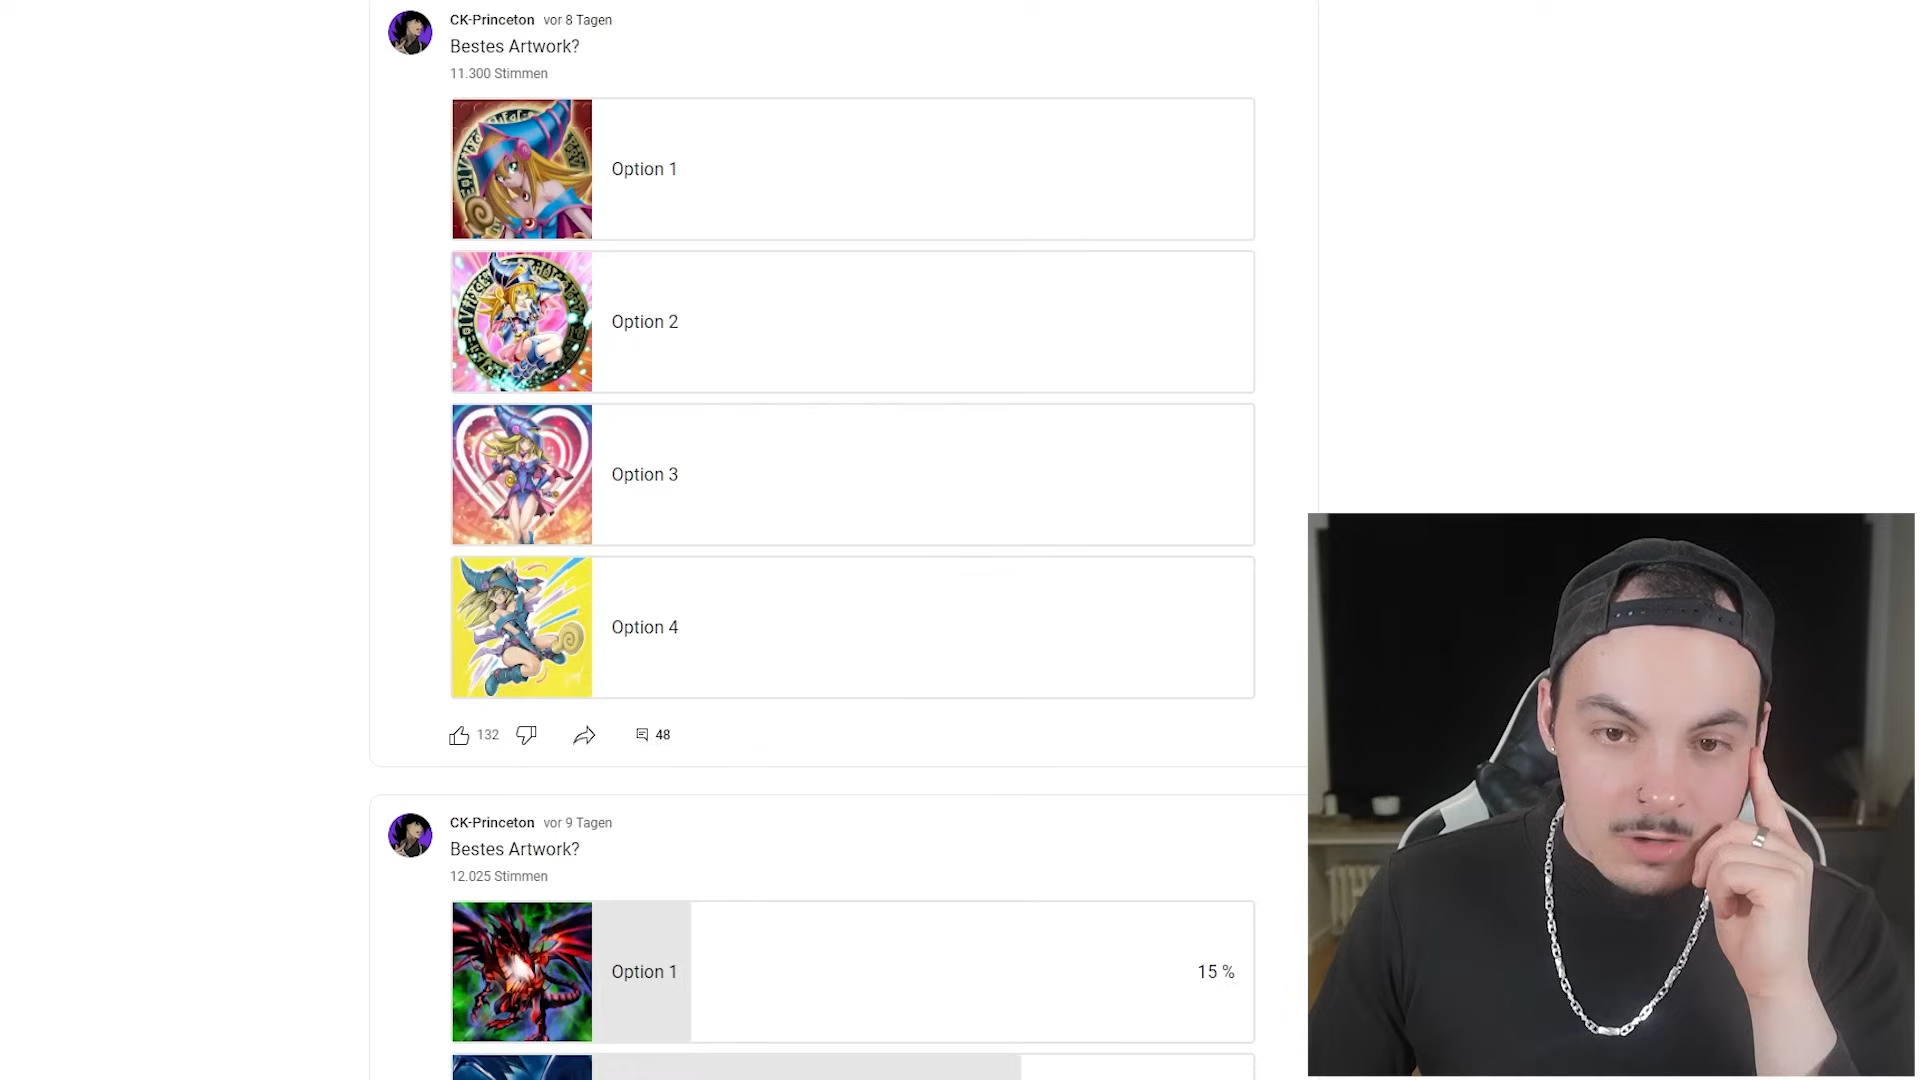 CK-Princeton vor 8 Tagen
Bestes Artwork?
11.300 Stimmen
Option 1
Option 2
Option 3
Option 4
132
48
CK-Princeton vor 9 Tagen
Bestes Artwork?
12.025 Stimmen
Option 1
15 %